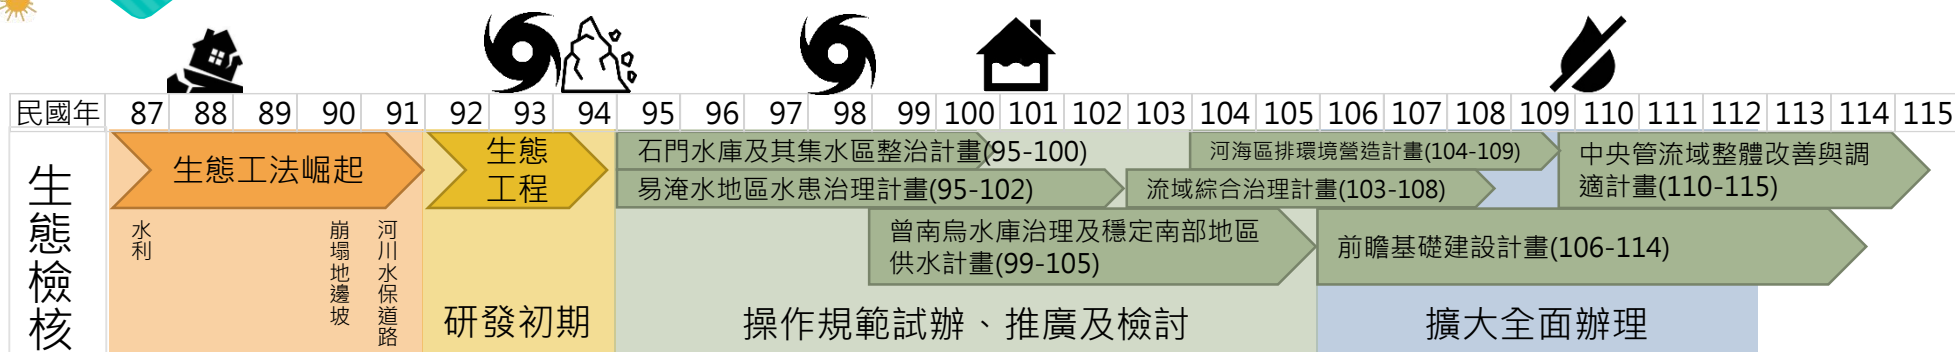 民國年 87 88 89 90 91 92 93 94 95 96 97 98 99 100 101 102 103 104 105 106 107 108 109 110 111 112 113 114 115
生態檢核
生態工法崛起
水利
崩塌地邊坡
河川水保道路
生態
工程
研發初期
石門水庫及其集水區整治計畫(95-100)
易淹水地區水患治理計畫(95-102)
曾南烏水庫治理及穩定南部地區
供水計畫(99-105)
河海區排環境營造計畫(104-109)
流域綜合治理計畫(103-108)
操作規範試辦、推廣及檢討
中央管流域整體改善與調
適計畫(110-115)
前瞻基礎建設計畫(106-114)
擴大全面辦理